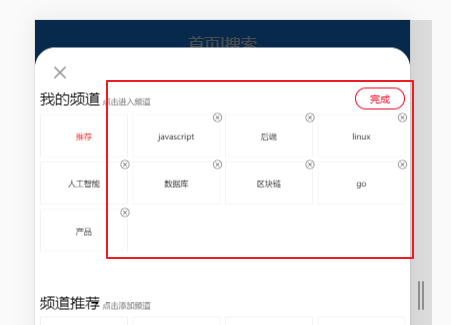 首页|搜索
我的频道 点击进入频道 完成
推荐 javascript 后端 linux
人工智能 数据库 区块链 go
产品
频道推荐 点击添加频道